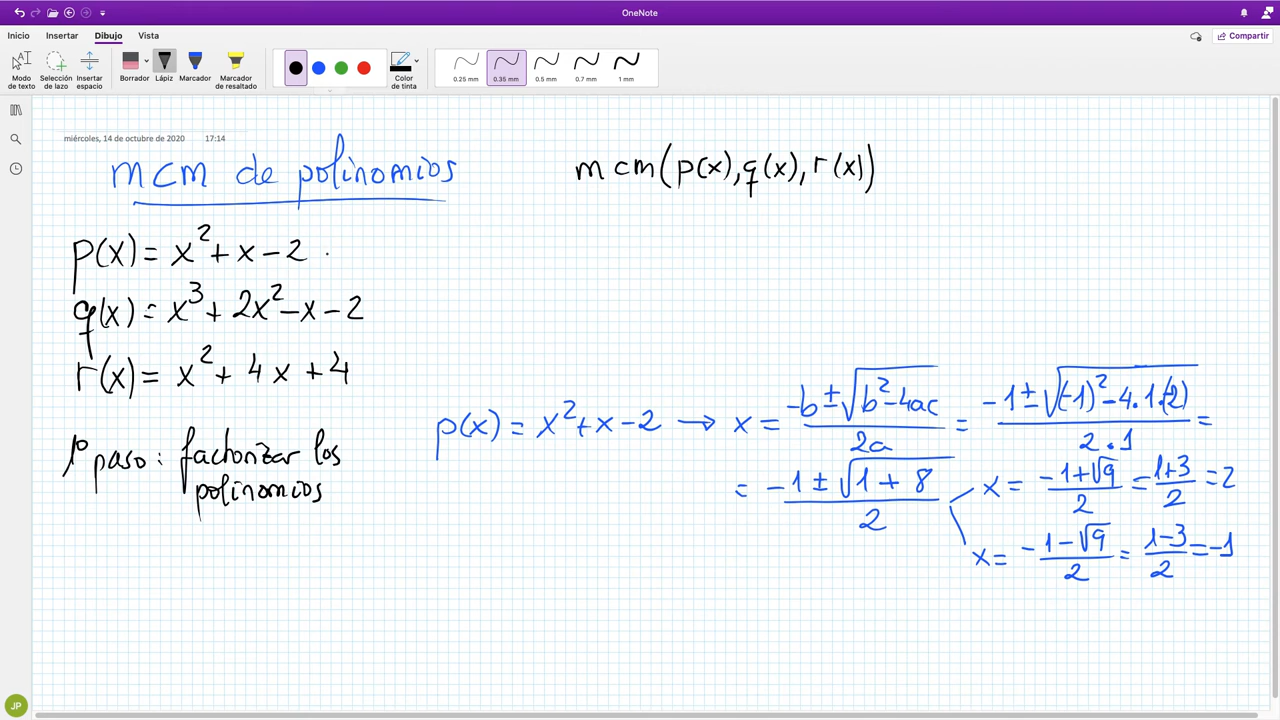 OneNote
Inicio Insertar Dibujo Vista
Compartir
Modo de texto
Selección de lazo
Insertar espacio
Borrador
Lápiz
Marcador
Marcador de resaltado
Color de tinta
0.25 mm
0.35 mm
0.5 mm
0.7 mm
1 mm
miércoles, 14 de octubre de 2020 17:14
mcm de polinomios
mcm(p(x),q(x),r(x))
p(x) = x² + x - 2
q(x) = x³ + 2x² - x - 2
r(x) = x² + 4x + 4
1º paso: factorizar los
polinomios
p(x) = x² + x - 2 → x = (-b ± √(b² - 4ac))/2a = (-1 ± √((-1)² - 4·1·(2)))/2·1 =
= (-1 ± √(1 + 8))/2
x = (-1 + √9)/2 = (1+3)/2 = 2
x = (-1 - √9)/2 = (1-3)/2 = -1
JP